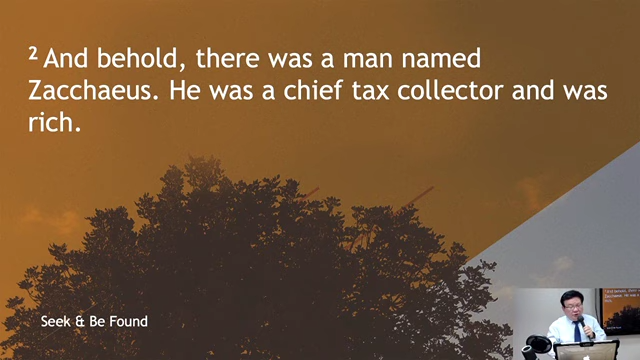 2 And behold, there was a man named
Zacchaeus. He was a chief tax collector and was
rich.
Seek & Be Found